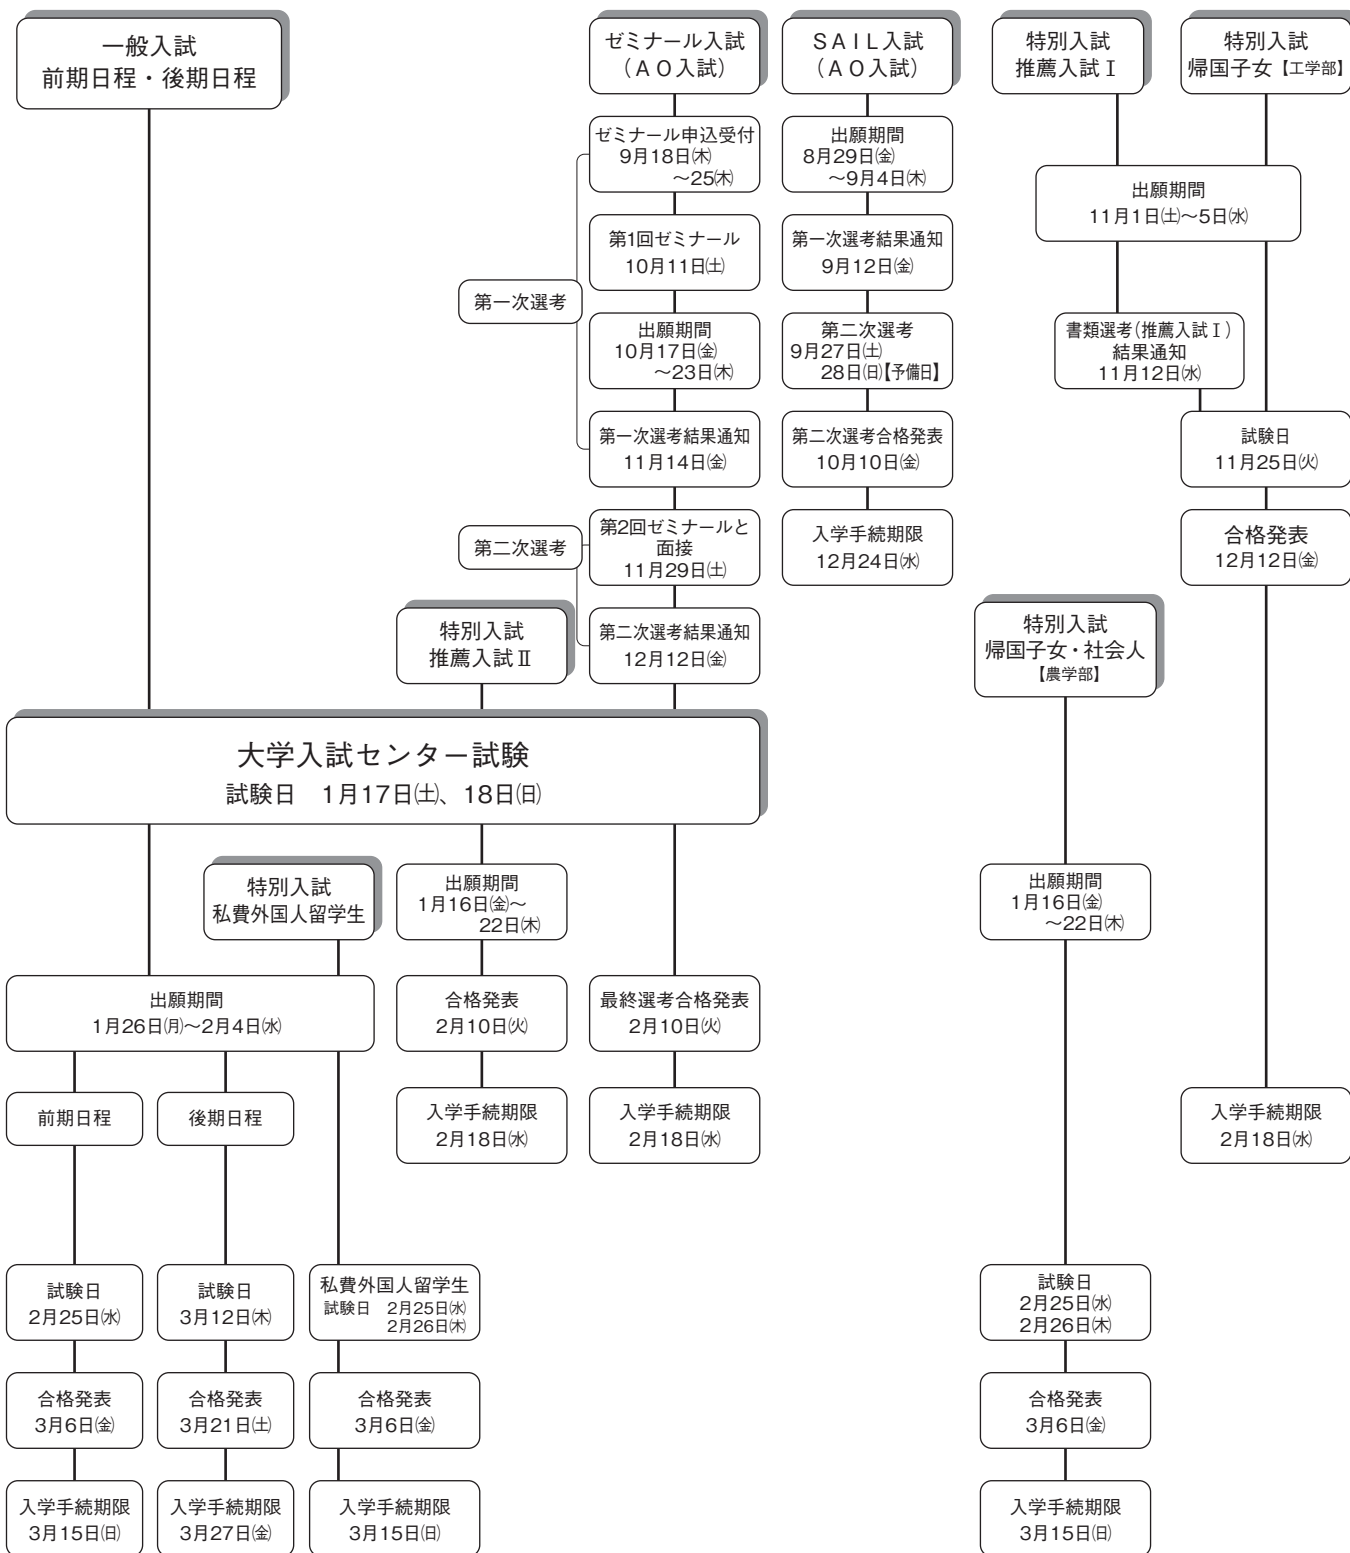 一般入試
前期日程・後期日程
ゼミナール入試
（ＡＯ入試）
ゼミナール申込受付
9月18日㈭
～25㈭
第1回ゼミナール
10月11日㈯
出願期間
10月17日㈮
～23日㈭
第一次選考結果通知
11月14日㈮
第一次選考
第2回ゼミナールと
面接
11月29日㈯
第二次選考結果通知
12月12日㈮
第二次選考
ＳＡＩＬ入試
（ＡＯ入試）
出願期間
8月29日㈮
～9月4日㈭
第一次選考結果通知
9月12日㈮
第二次選考
9月27日㈯
28日㈰【予備日】
第二次選考合格発表
10月10日㈮
入学手続期限
12月24日㈬
特別入試
推薦入試Ⅰ
特別入試
帰国子女【工学部】
出願期間
11月1日㈯～5日㈬
書類選考（推薦入試Ⅰ）
結果通知
11月12日㈬
試験日
11月25日㈫
合格発表
12月12日㈮
特別入試
推薦入試Ⅱ
特別入試
帰国子女・社会人
【農学部】
大学入試センター試験
試験日　1月17日㈯、18日㈰
特別入試
私費外国人留学生
出願期間
1月16日㈮～
22日㈭
出願期間
1月16日㈮
～22日㈭
出願期間
1月26日㈪～2月4日㈬
合格発表
2月10日㈫
最終選考合格発表
2月10日㈫
前期日程
後期日程
入学手続期限
2月18日㈬
入学手続期限
2月18日㈬
入学手続期限
2月18日㈬
試験日
2月25日㈬
試験日
3月12日㈭
私費外国人留学生
試験日　2月25日㈬
2月26日㈭
試験日
2月25日㈬
2月26日㈭
合格発表
3月6日㈮
合格発表
3月21日㈯
合格発表
3月6日㈮
合格発表
3月6日㈮
入学手続期限
3月15日㈰
入学手続期限
3月27日㈮
入学手続期限
3月15日㈰
入学手続期限
3月15日㈰